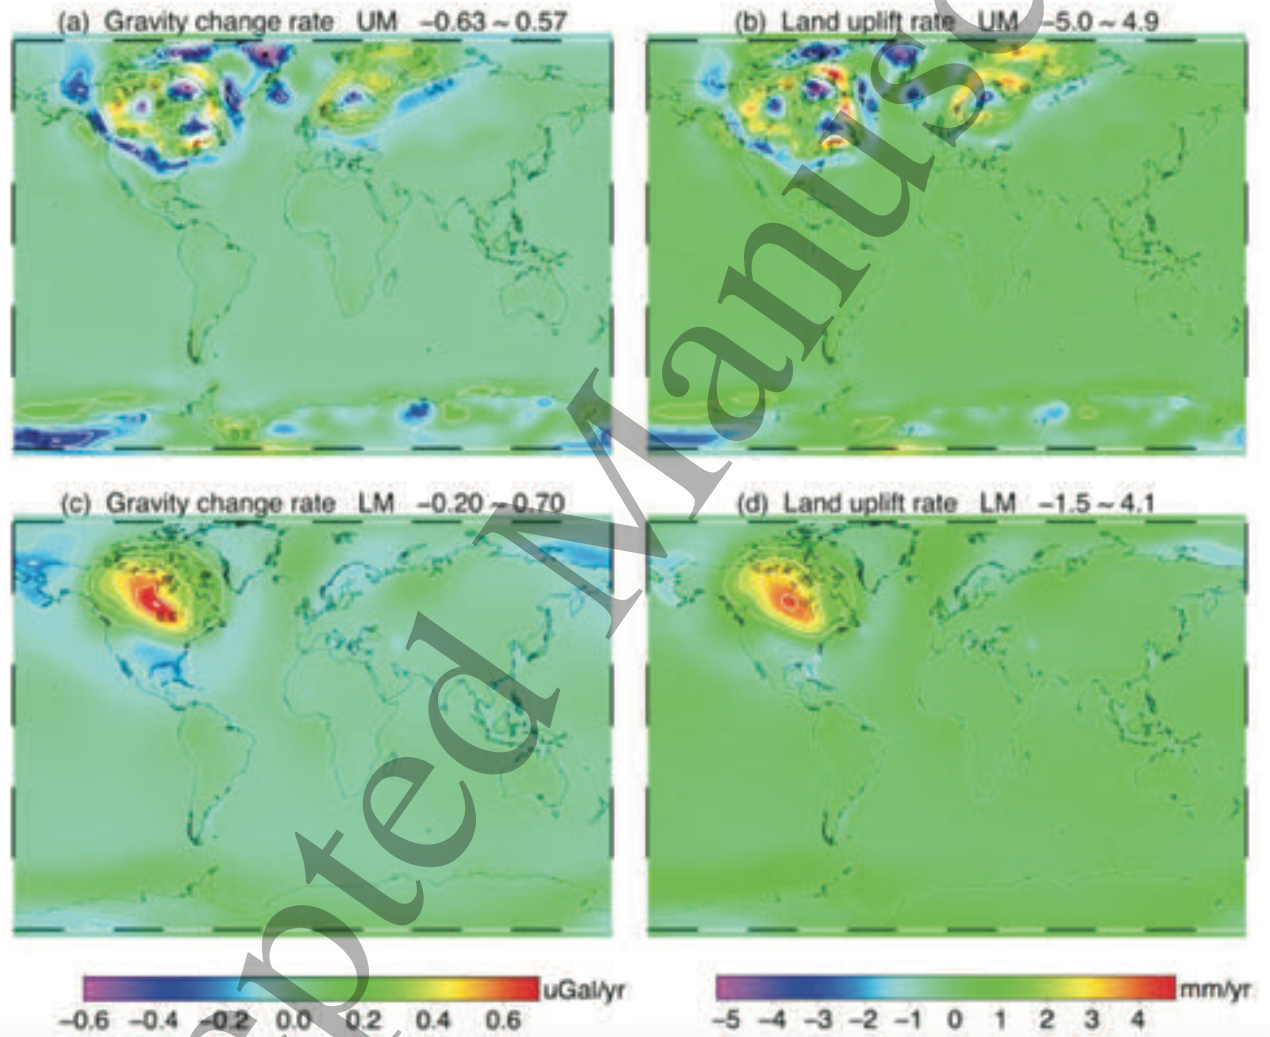 (a) Gravity change rate UM −0.63 ~ 0.57
(b) Land uplift rate UM −5.0 ~ 4.9
(c) Gravity change rate LM −0.20 ~ 0.70
(d) Land uplift rate LM −1.5 ~ 4.1
uGal/yr
−0.6 −0.4 −0.2 0.0 0.2 0.4 0.6
mm/yr
−5 −4 −3 −2 −1 0 1 2 3 4
pted Manusc